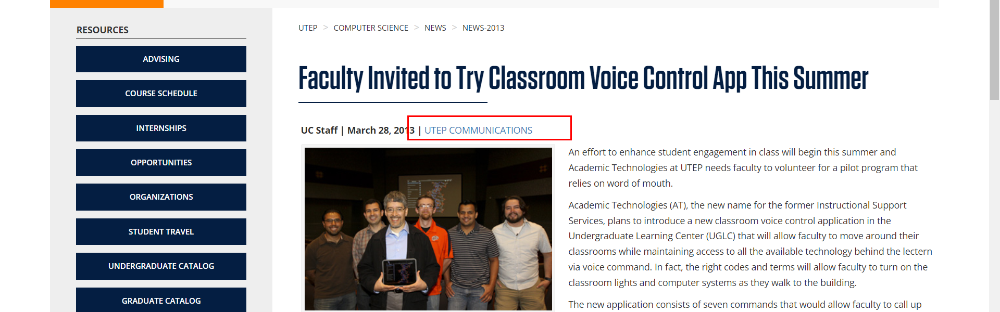 RESOURCES
ADVISING
COURSE SCHEDULE
INTERNSHIPS
OPPORTUNITIES
ORGANIZATIONS
STUDENT TRAVEL
UNDERGRADUATE CATALOG
GRADUATE CATALOG
UTEP > COMPUTER SCIENCE > NEWS > NEWS-2013
Faculty Invited to Try Classroom Voice Control App This Summer
UC Staff | March 28, 2013 | UTEP COMMUNICATIONS
An effort to enhance student engagement in class will begin this summer and
Academic Technologies at UTEP needs faculty to volunteer for a pilot program that
relies on word of mouth.
Academic Technologies (AT), the new name for the former Instructional Support
Services, plans to introduce a new classroom voice control application in the
Undergraduate Learning Center (UGLC) that will allow faculty to move around their
classrooms while maintaining access to all the available technology behind the lectern
via voice command. In fact, the right codes and terms will allow faculty to turn on the
classroom lights and computer systems as they walk to the building.
The new application consists of seven commands that would allow faculty to call up